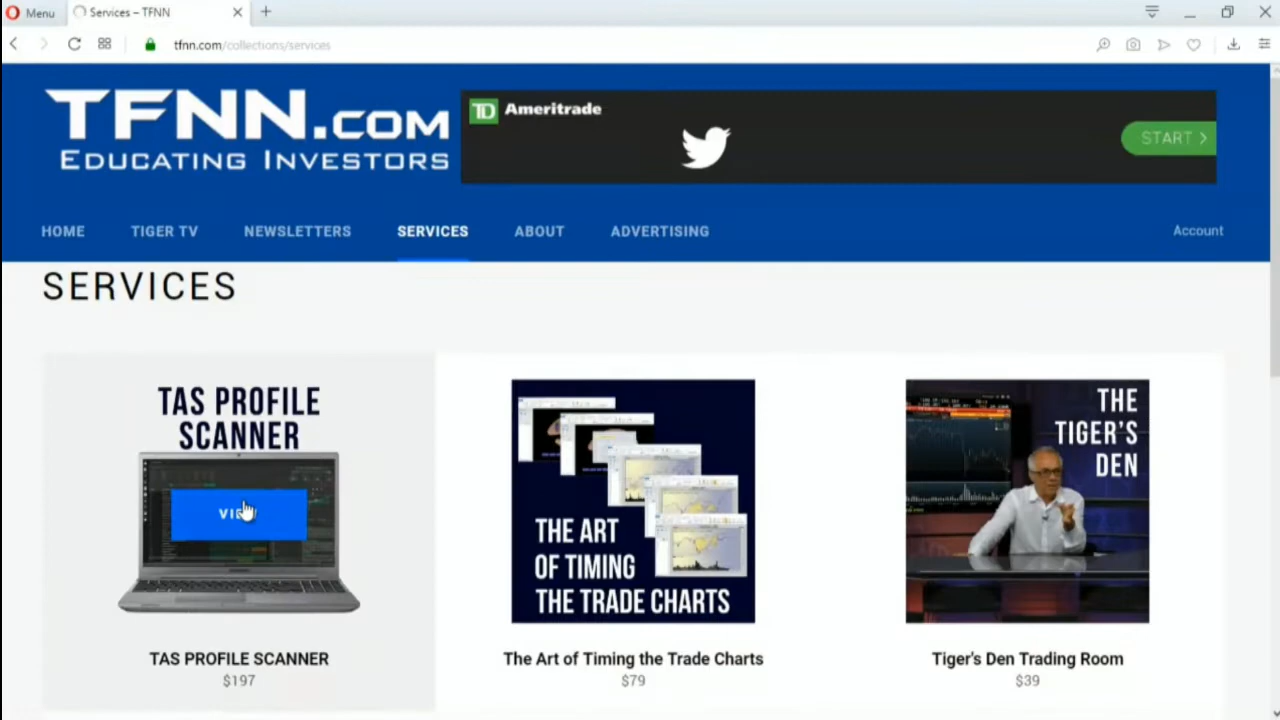 Menu
Services – TFNN
tfnn.com/collections/services
TFNN.COM
EDUCATING INVESTORS
TD Ameritrade
START >
HOME TIGER TV NEWSLETTERS SERVICES ABOUT ADVERTISING Account
SERVICES
TAS PROFILE
SCANNER
THE ART
OF TIMING
THE TRADE CHARTS
THE
TIGER'S
DEN
TAS PROFILE SCANNER
$197
The Art of Timing the Trade Charts
$79
Tiger's Den Trading Room
$39